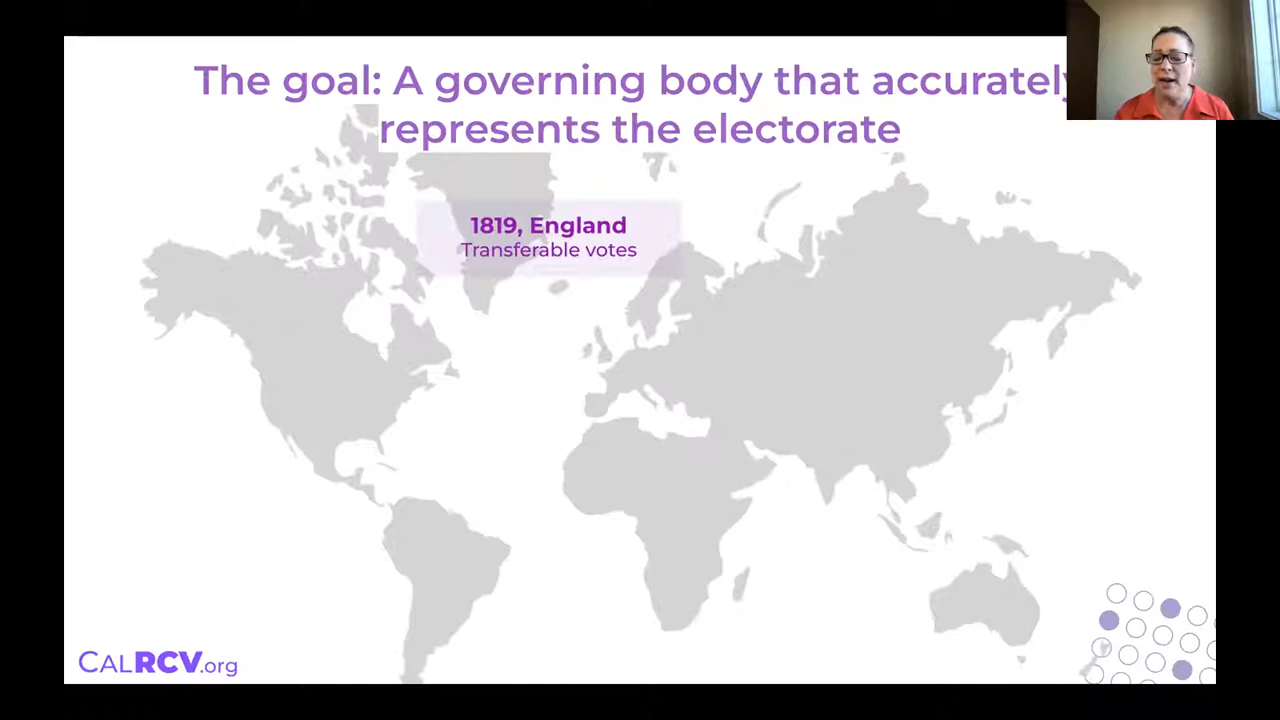 The goal: A governing body that accurately
represents the electorate
1819, England
Transferable votes
CALRCV.org